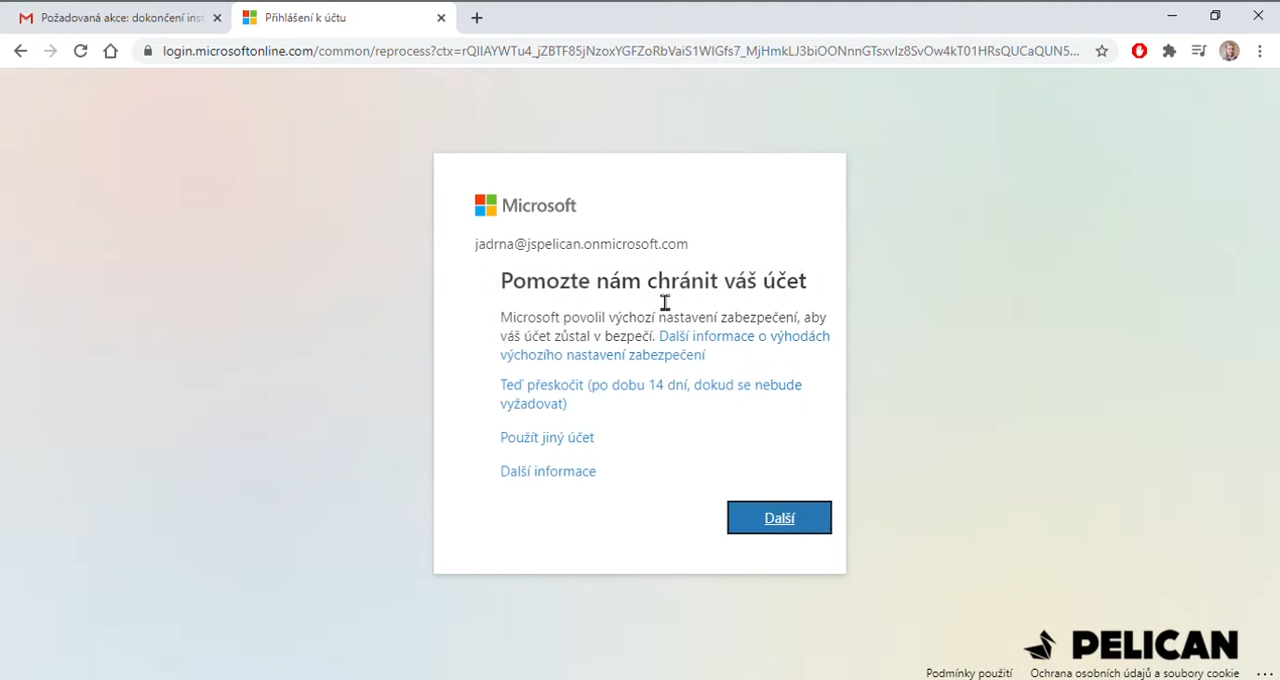 Požadovaná akce: dokončení inst
Přihlášení k účtu
login.microsoftonline.com/common/reprocess?ctx=rQIIAYWTu4_jZBTF85jNzoxYGFZoRbVaiS1WIGfs7_MjHmkLJ3biOONnnGTsxvIz8SvOw4kT01HRsQUCaQUN5...
Microsoft
jadrna@jspelican.onmicrosoft.com
Pomozte nám chránit váš účet
Microsoft povolil výchozí nastavení zabezpečení, aby
váš účet zůstal v bezpečí. Další informace o výhodách
výchozího nastavení zabezpečení
Teď přeskočit (po dobu 14 dní, dokud se nebude
vyžadovat)
Použít jiný účet
Další informace
Další
PELICAN
Podmínky použití Ochrana osobních údajů a soubory cookie ...